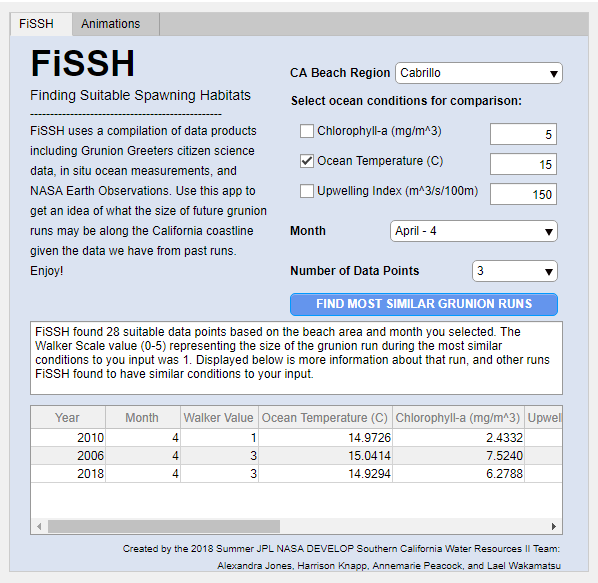 FiSSH Animations
FiSSH
Finding Suitable Spawning Habitats
------------------------------------------------
FiSSH uses a compilation of data products
including Grunion Greeters citizen science
data, in situ ocean measurements, and
NASA Earth Observations. Use this app to
get an idea of what the size of future grunion
runs may be along the California coastline
given the data we have from past runs.
Enjoy!
CA Beach Region Cabrillo
Select ocean conditions for comparison:
Chlorophyll-a (mg/m^3) 5
Ocean Temperature (C) 15
Upwelling Index (m^3/s/100m) 150
Month April - 4
Number of Data Points 3
FIND MOST SIMILAR GRUNION RUNS
FiSSH found 28 suitable data points based on the beach area and month you selected. The
Walker Scale value (0-5) representing the size of the grunion run during the most similar
conditions to you input was 1. Displayed below is more information about that run, and other runs
FiSSH found to have similar conditions to your input.
Year Month Walker Value Ocean Temperature (C) Chlorophyll-a (mg/m^3) Upwel
2010 4 1 14.9726 2.4332
2006 4 3 15.0414 7.5240
2018 4 3 14.9294 6.2788
Created by the 2018 Summer JPL NASA DEVELOP Southern California Water Resources II Team:
Alexandra Jones, Harrison Knapp, Annemarie Peacock, and Lael Wakamatsu